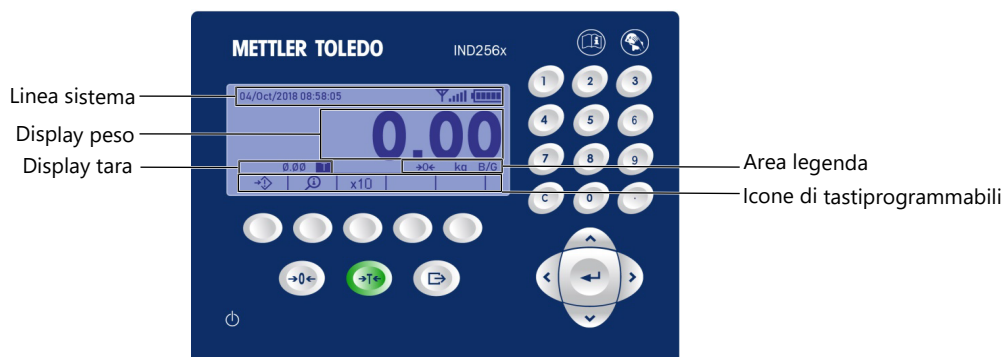 METTLER TOLEDO
IND256x
Linea sistema
04/Oct/2018 08:58:05
Display peso
0.00
Display tara
0.00 T
→0← kg B/G
Area legenda
x10
Icone di tastiprogrammabili
1 2 3
4 5 6
7 8 9
C 0 .
→0← →T←